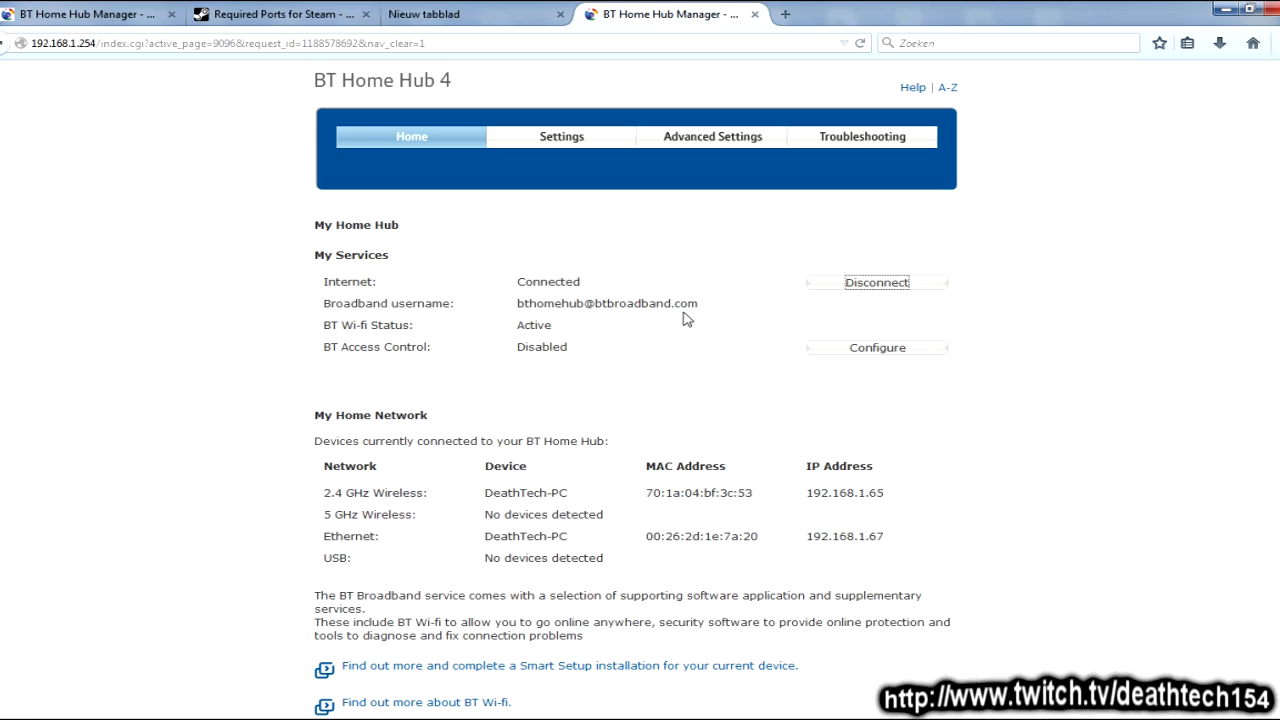 BT Home Hub Manager - ...
Required Ports for Steam - ...
Nieuw tabblad
BT Home Hub Manager - ...
192.168.1.254/index.cgi?active_page=9096&request_id=1188578692&nav_clear=1
Zoeken
BT Home Hub 4
Help | A-Z
Home
Settings
Advanced Settings
Troubleshooting
My Home Hub
My Services
Internet: Connected Disconnect
Broadband username: bthomehub@btbroadband.com
BT Wi-fi Status: Active
BT Access Control: Disabled Configure
My Home Network
Devices currently connected to your BT Home Hub:
Network Device MAC Address IP Address
2.4 GHz Wireless: DeathTech-PC 70:1a:04:bf:3c:53 192.168.1.65
5 GHz Wireless: No devices detected
Ethernet: DeathTech-PC 00:26:2d:1e:7a:20 192.168.1.67
USB: No devices detected
The BT Broadband service comes with a selection of supporting software application and supplementary
services.
These include BT Wi-fi to allow you to go online anywhere, security software to provide online protection and
tools to diagnose and fix connection problems
Find out more and complete a Smart Setup installation for your current device.
Find out more about BT Wi-fi.
http://www.twitch.tv/deathtech154